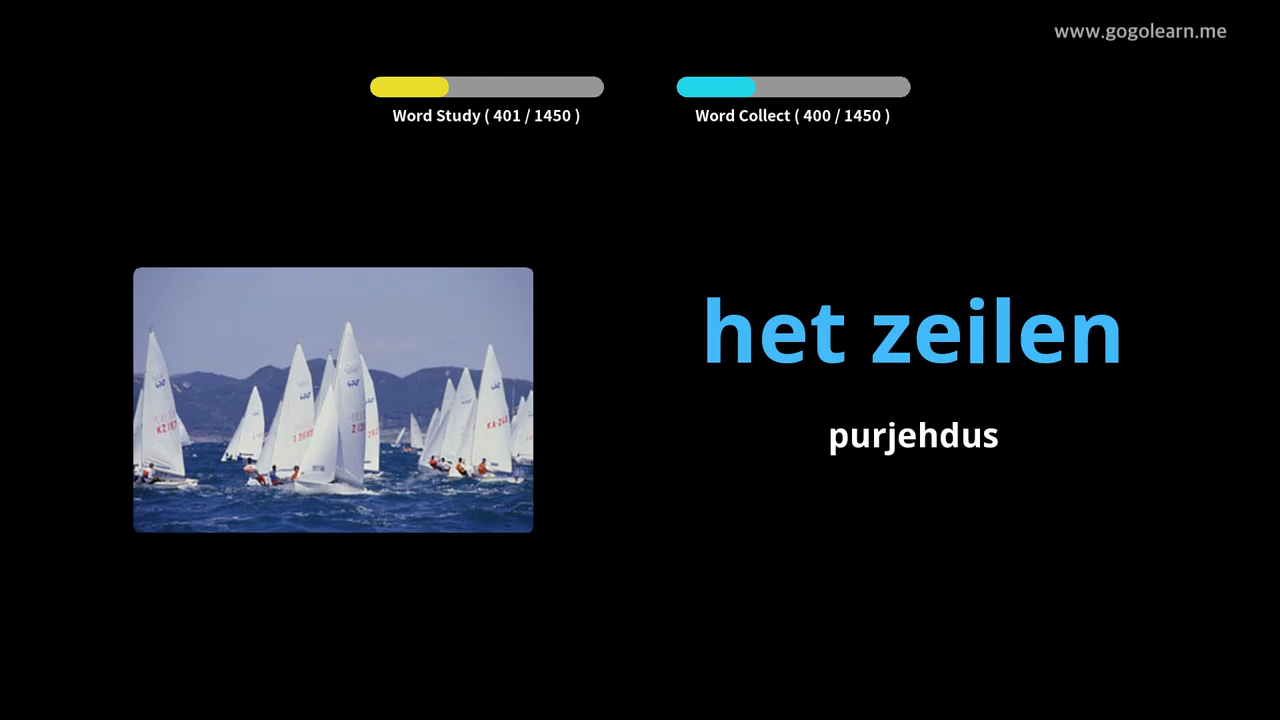 www.gogolearn.me
Word Study ( 401 / 1450 )
Word Collect ( 400 / 1450 )
het zeilen
purjehdus